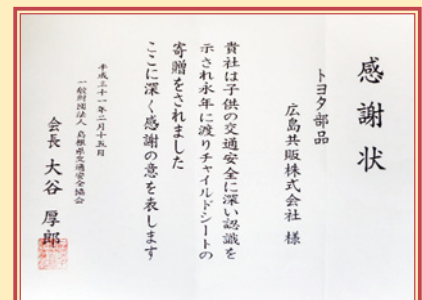 感謝状
トヨタ部品
広島共販株式会社 様
貴社は子供の交通安全に深い認識を
示され永年に渡りチャイルドシートの
寄贈をされました
ここに深く感謝の意を表します
平成三十一年二月十五日
一般財団法人 島根県交通安全協会
会長 大谷 厚郎